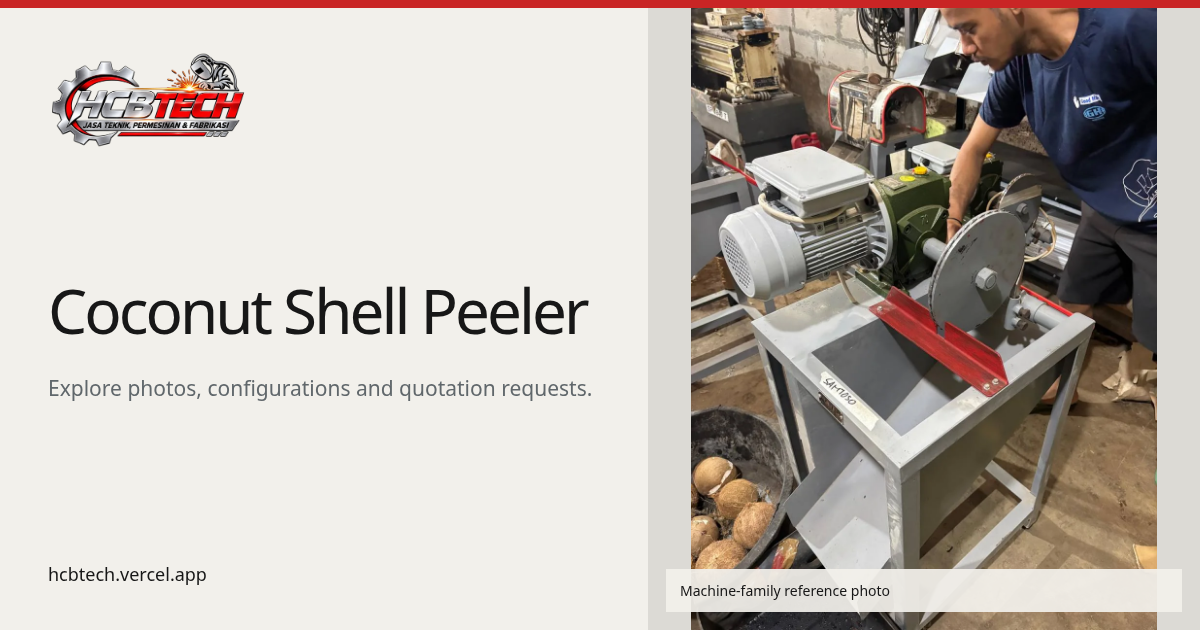 HCBTECH
JASA TEKNIK, PERMESINAN & FABRIKASI
Coconut Shell Peeler
Explore photos, configurations and quotation requests.
hcbtech.vercel.app
Machine-family reference photo